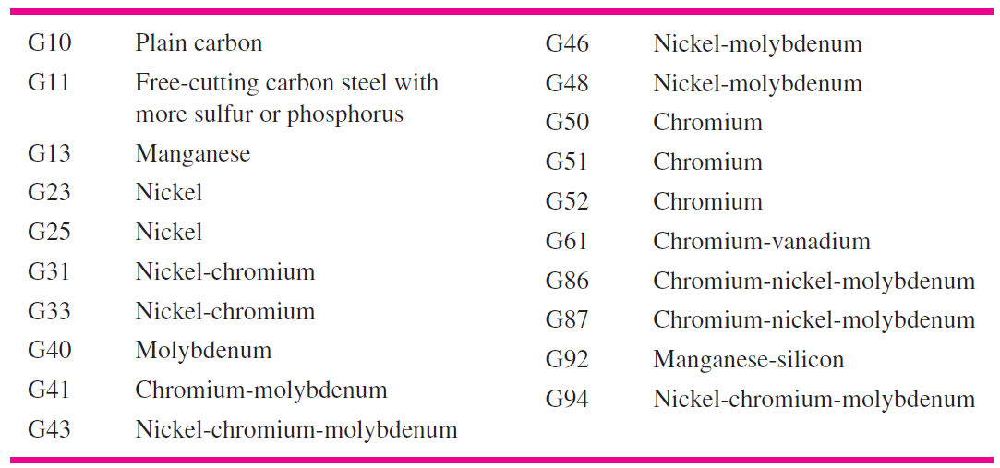 G10 Plain carbon
G11 Free-cutting carbon steel with
more sulfur or phosphorus
G13 Manganese
G23 Nickel
G25 Nickel
G31 Nickel-chromium
G33 Nickel-chromium
G40 Molybdenum
G41 Chromium-molybdenum
G43 Nickel-chromium-molybdenum
G46 Nickel-molybdenum
G48 Nickel-molybdenum
G50 Chromium
G51 Chromium
G52 Chromium
G61 Chromium-vanadium
G86 Chromium-nickel-molybdenum
G87 Chromium-nickel-molybdenum
G92 Manganese-silicon
G94 Nickel-chromium-molybdenum